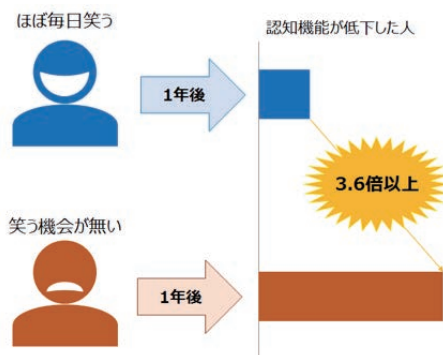 ほぼ毎日笑う
認知機能が低下した人
1年後
3.6倍以上
笑う機会が無い
1年後